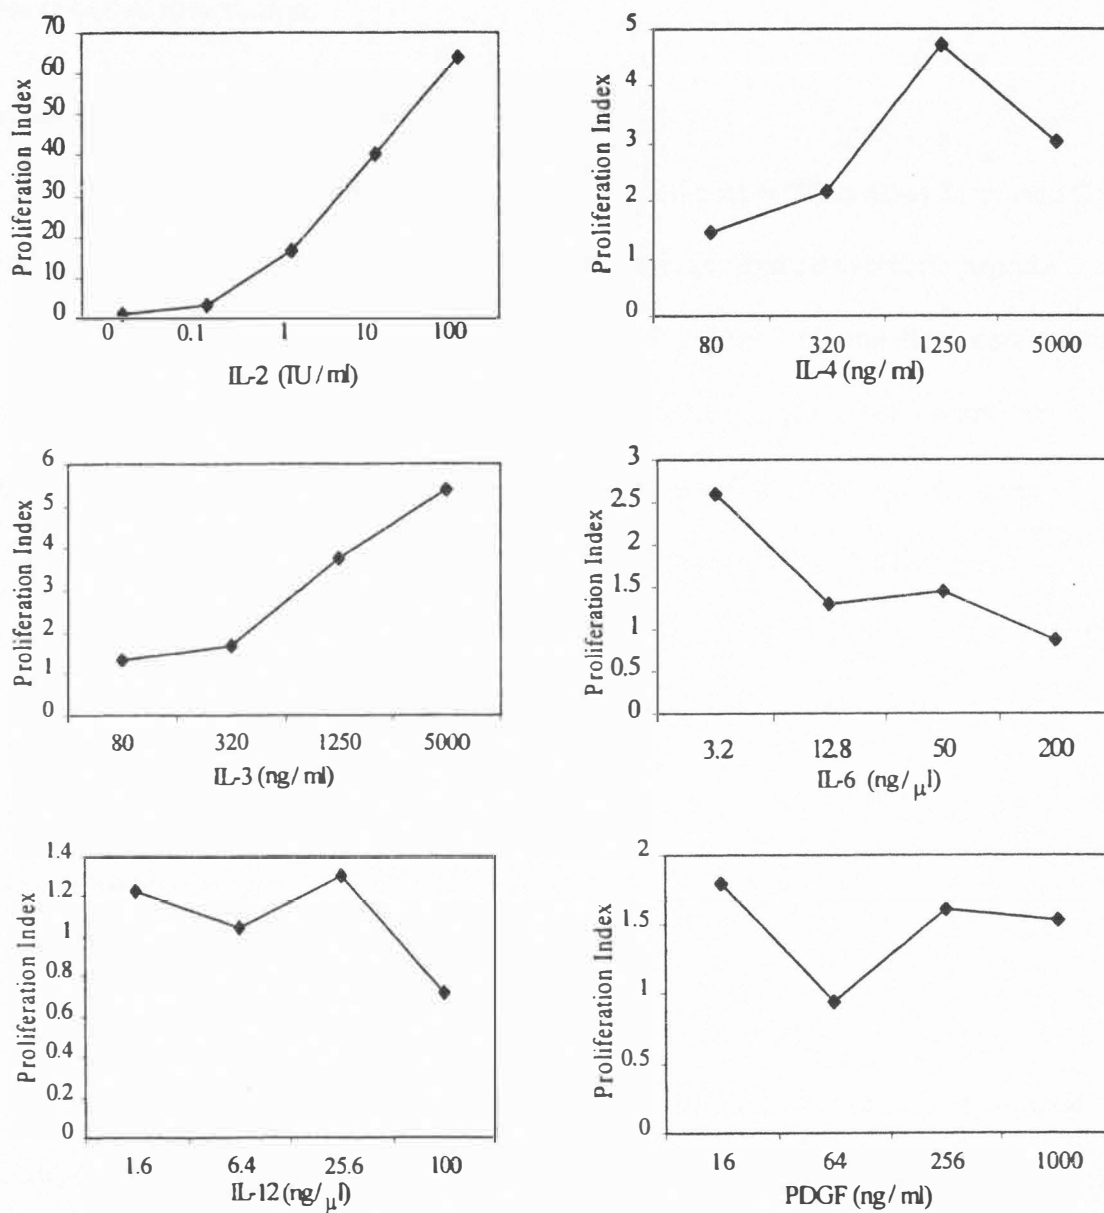 Proliferation Index
70
60
50
40
30
20
10
0
0 0.1 1 10 100
IL-2 (IU/ml)
Proliferation Index
5
4
3
2
1
0
80 320 1250 5000
IL-4 (ng/ml)
Proliferation Index
6
5
4
3
2
1
0
80 320 1250 5000
IL-3 (ng/ml)
Proliferation Index
3
2.5
2
1.5
1
0.5
0
3.2 12.8 50 200
IL-6 (ng/μl)
Proliferation Index
1.4
1.2
1
0.8
0.6
0.4
0.2
0
1.6 6.4 25.6 100
IL-12 (ng/μl)
Proliferation Index
2
1.5
1
0.5
0
16 64 256 1000
PDGF (ng/ml)